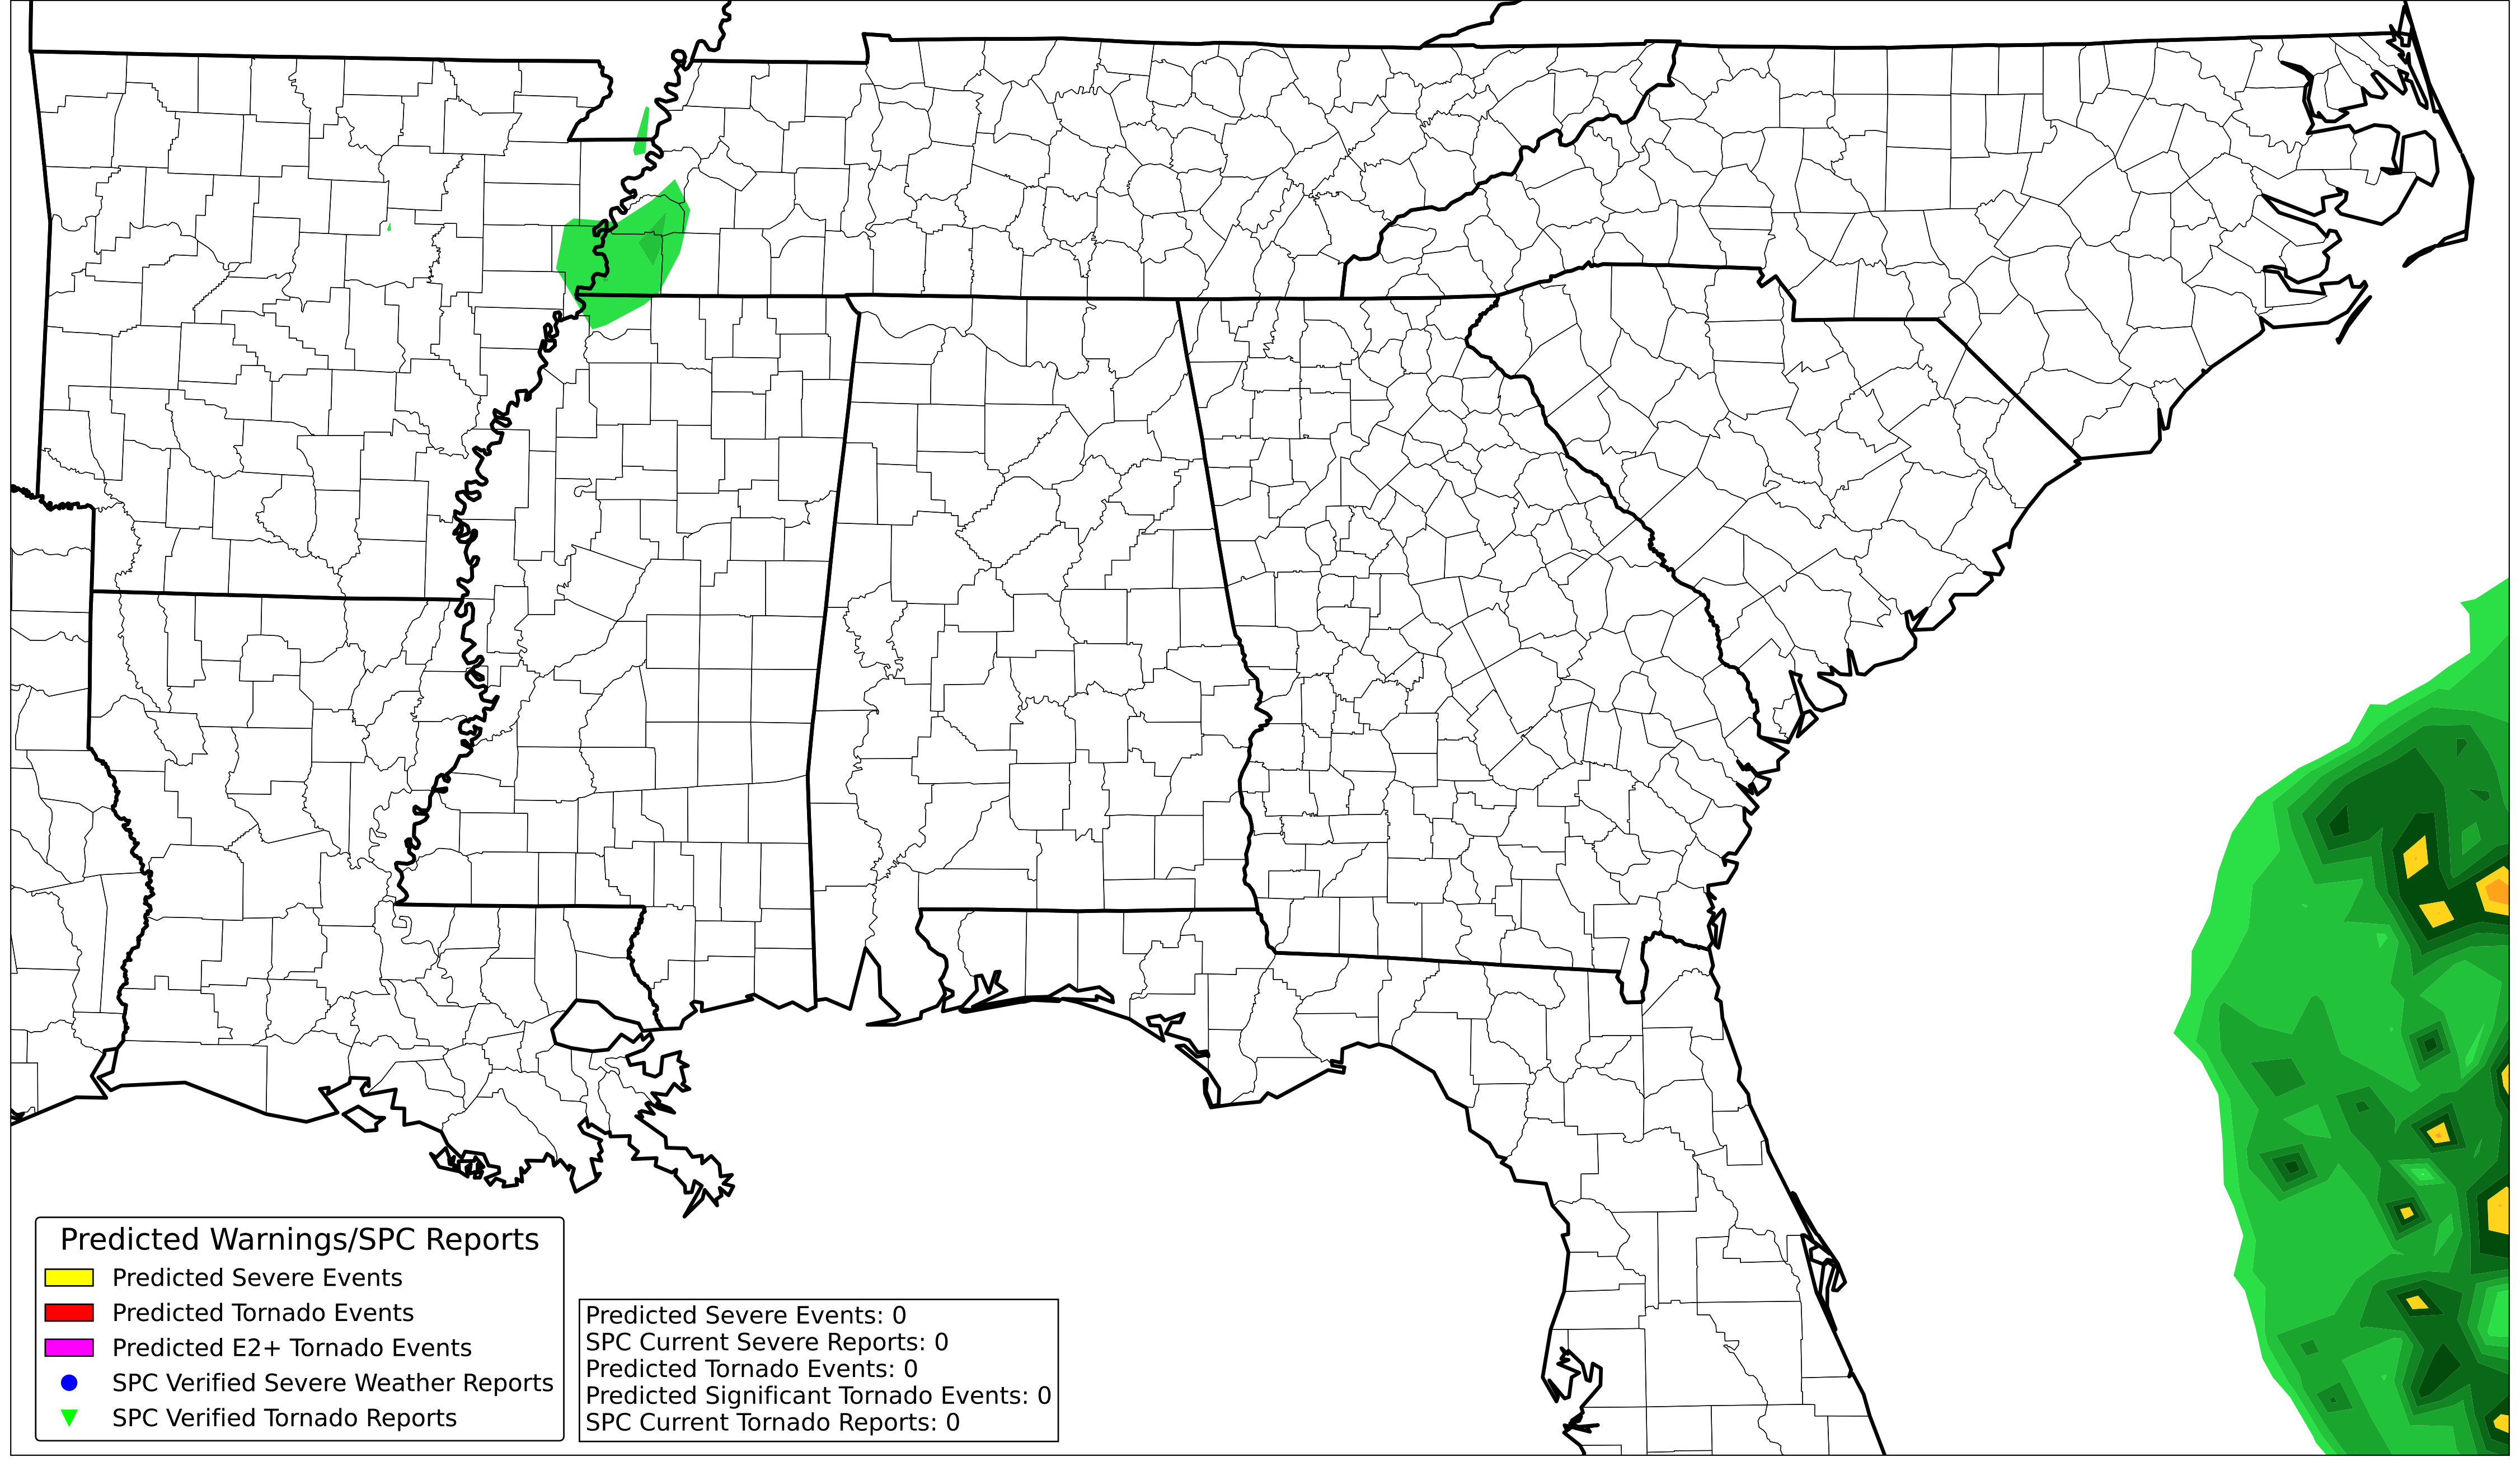 Predicted Warnings/SPC Reports
Predicted Severe Events
Predicted Tornado Events
Predicted E2+ Tornado Events
SPC Verified Severe Weather Reports
SPC Verified Tornado Reports
Predicted Severe Events: 0
SPC Current Severe Reports: 0
Predicted Tornado Events: 0
Predicted Significant Tornado Events: 0
SPC Current Tornado Reports: 0